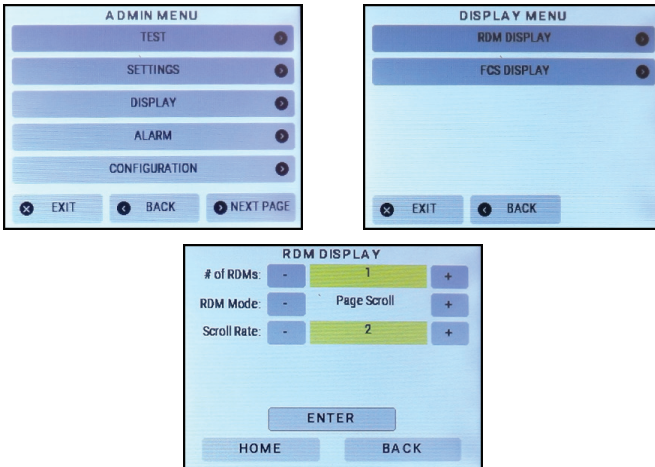 ADMIN MENU
TEST
SETTINGS
DISPLAY
ALARM
CONFIGURATION
EXIT BACK NEXT PAGE
DISPLAY MENU
RDM DISPLAY
FCS DISPLAY
EXIT BACK
RDM DISPLAY
# of RDMs: - 1 +
RDM Mode: - Page Scroll +
Scroll Rate: - 2 +
ENTER
HOME BACK